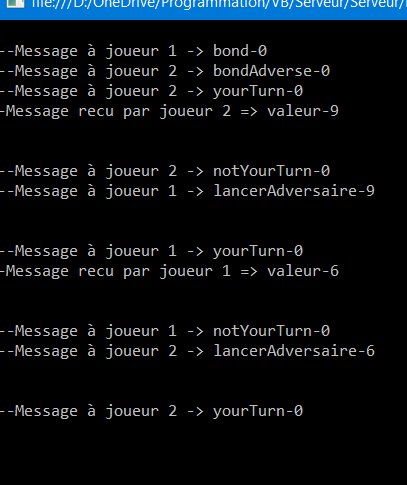 file:///D:/OneDrive/Programmation/VB/Serveur/Serveur/
--Message à joueur 1 -> bond-0
--Message à joueur 2 -> bondAdverse-0
--Message à joueur 2 -> yourTurn-0
-Message recu par joueur 2 => valeur-9
--Message à joueur 2 -> notYourTurn-0
--Message à joueur 1 -> lancerAdversaire-9
--Message à joueur 1 -> yourTurn-0
-Message recu par joueur 1 => valeur-6
--Message à joueur 1 -> notYourTurn-0
--Message à joueur 2 -> lancerAdversaire-6
--Message à joueur 2 -> yourTurn-0